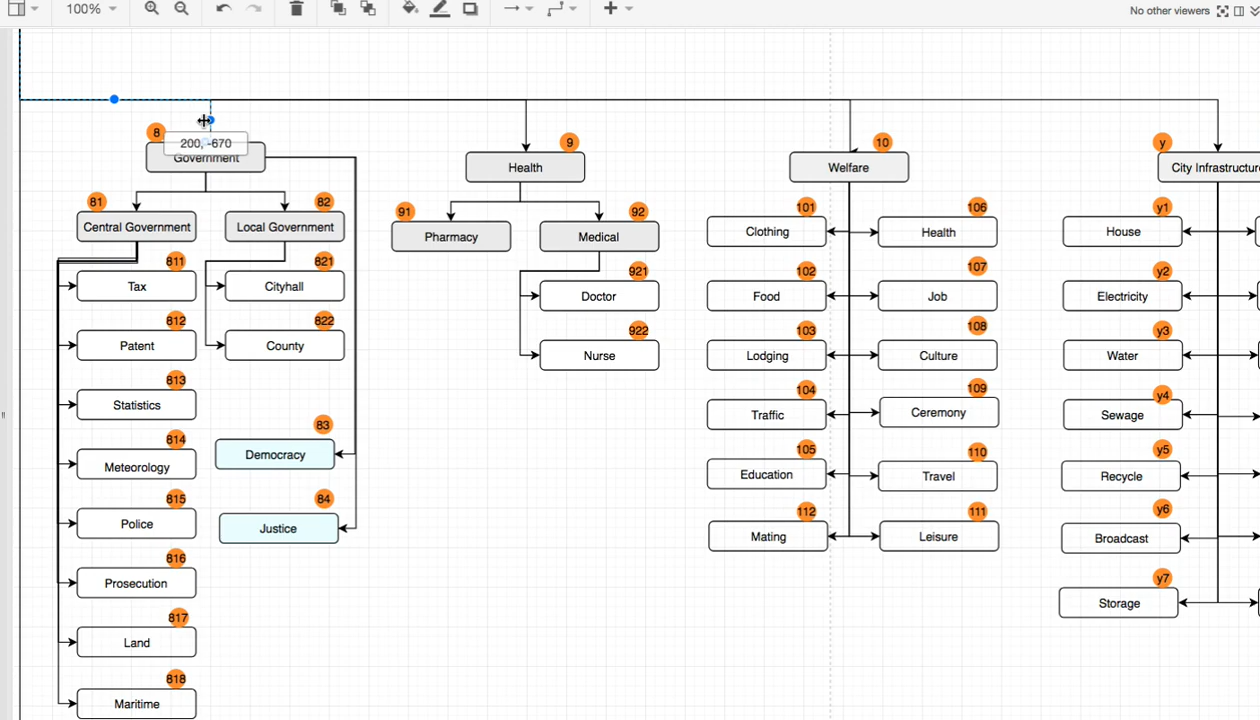 100%
No other viewers
8
200, -670
Government
9
Health
10
Welfare
y
City Infrastructure
81
Central Government
82
Local Government
91
Pharmacy
92
Medical
101
Clothing
106
Health
y1
House
811
Tax
821
Cityhall
921
Doctor
102
Food
107
Job
y2
Electricity
812
Patent
822
County
922
Nurse
103
Lodging
108
Culture
y3
Water
813
Statistics
83
Democracy
104
Traffic
109
Ceremony
y4
Sewage
814
Meteorology
84
Justice
105
Education
110
Travel
y5
Recycle
815
Police
112
Mating
111
Leisure
y6
Broadcast
816
Prosecution
y7
Storage
817
Land
818
Maritime